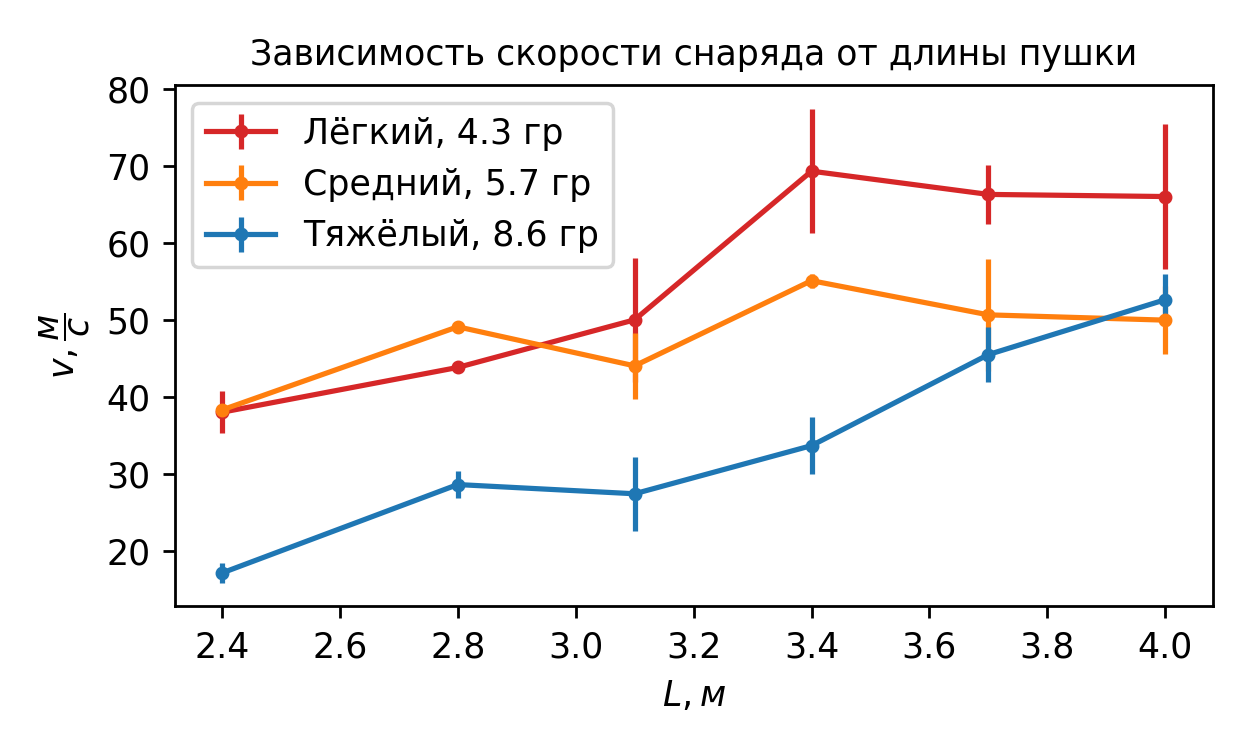 Зависимость скорости снаряда от длины пушки
80
70
60
50
40
30
20
v, м/с
Лёгкий, 4.3 гр
Средний, 5.7 гр
Тяжёлый, 8.6 гр
2.4 2.6 2.8 3.0 3.2 3.4 3.6 3.8 4.0
L, м